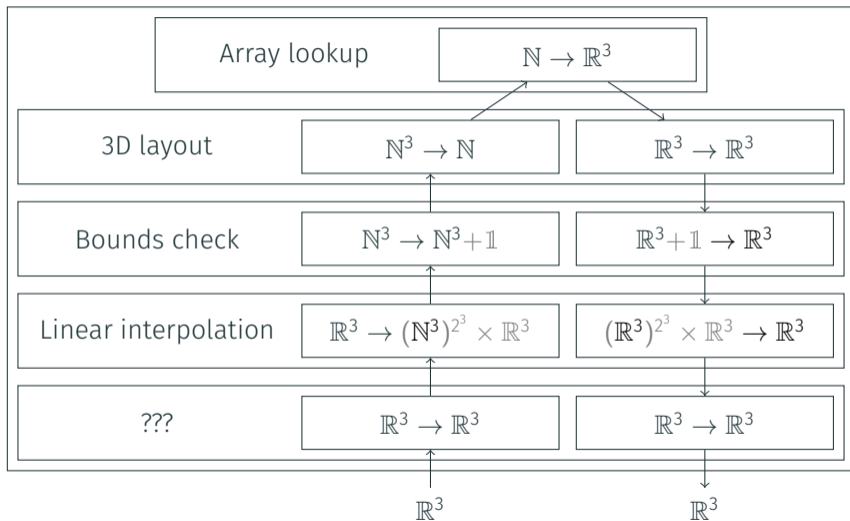 Array lookup ℕ → ℝ³
3D layout ℕ³ → ℕ ℝ³ → ℝ³
Bounds check ℕ³ → ℕ³+𝟙 ℝ³+𝟙 → ℝ³
Linear interpolation ℝ³ → (ℕ³)^2³ × ℝ³ (ℝ³)^2³ × ℝ³ → ℝ³
??? ℝ³ → ℝ³ ℝ³ → ℝ³
ℝ³ ℝ³